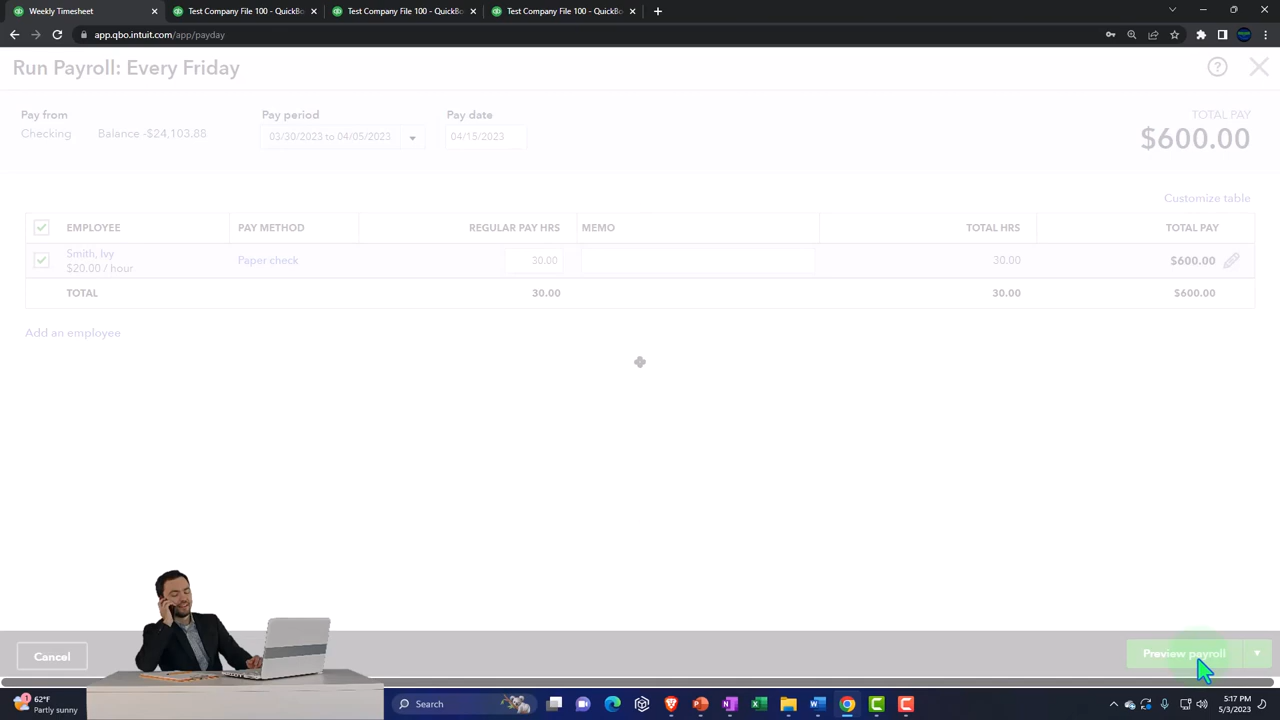 Weekly Timesheet
Test Company File 100 - QuickBo
Test Company File 100 - QuickBo
Test Company File 100 - QuickBo
app.qbo.intuit.com/app/payday
Run Payroll: Every Friday
Pay from
Pay period
Pay date
TOTAL PAY
Checking Balance -$24,103.88
03/30/2023 to 04/05/2023
04/15/2023
$600.00
Customize table
EMPLOYEE PAY METHOD REGULAR PAY HRS MEMO TOTAL HRS TOTAL PAY
Smith, Ivy
$20.00 / hour
Paper check 30.00 30.00 $600.00
TOTAL 30.00 30.00 $600.00
Add an employee
Cancel
Preview payroll
62°F
Partly sunny
Search
5:17 PM
5/3/2023